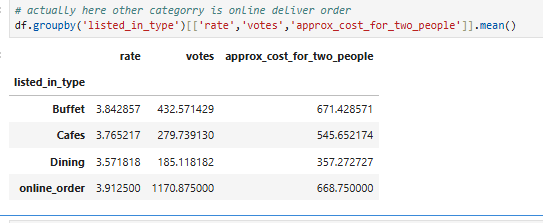 # actually here other categorry is online deliver order
df.groupby('listed_in_type')[['rate','votes','approx_cost_for_two_people']].mean()
rate votes approx_cost_for_two_people
listed_in_type
Buffet 3.842857 432.571429 671.428571
Cafes 3.765217 279.739130 545.652174
Dining 3.571818 185.118182 357.272727
online_order 3.912500 1170.875000 668.750000